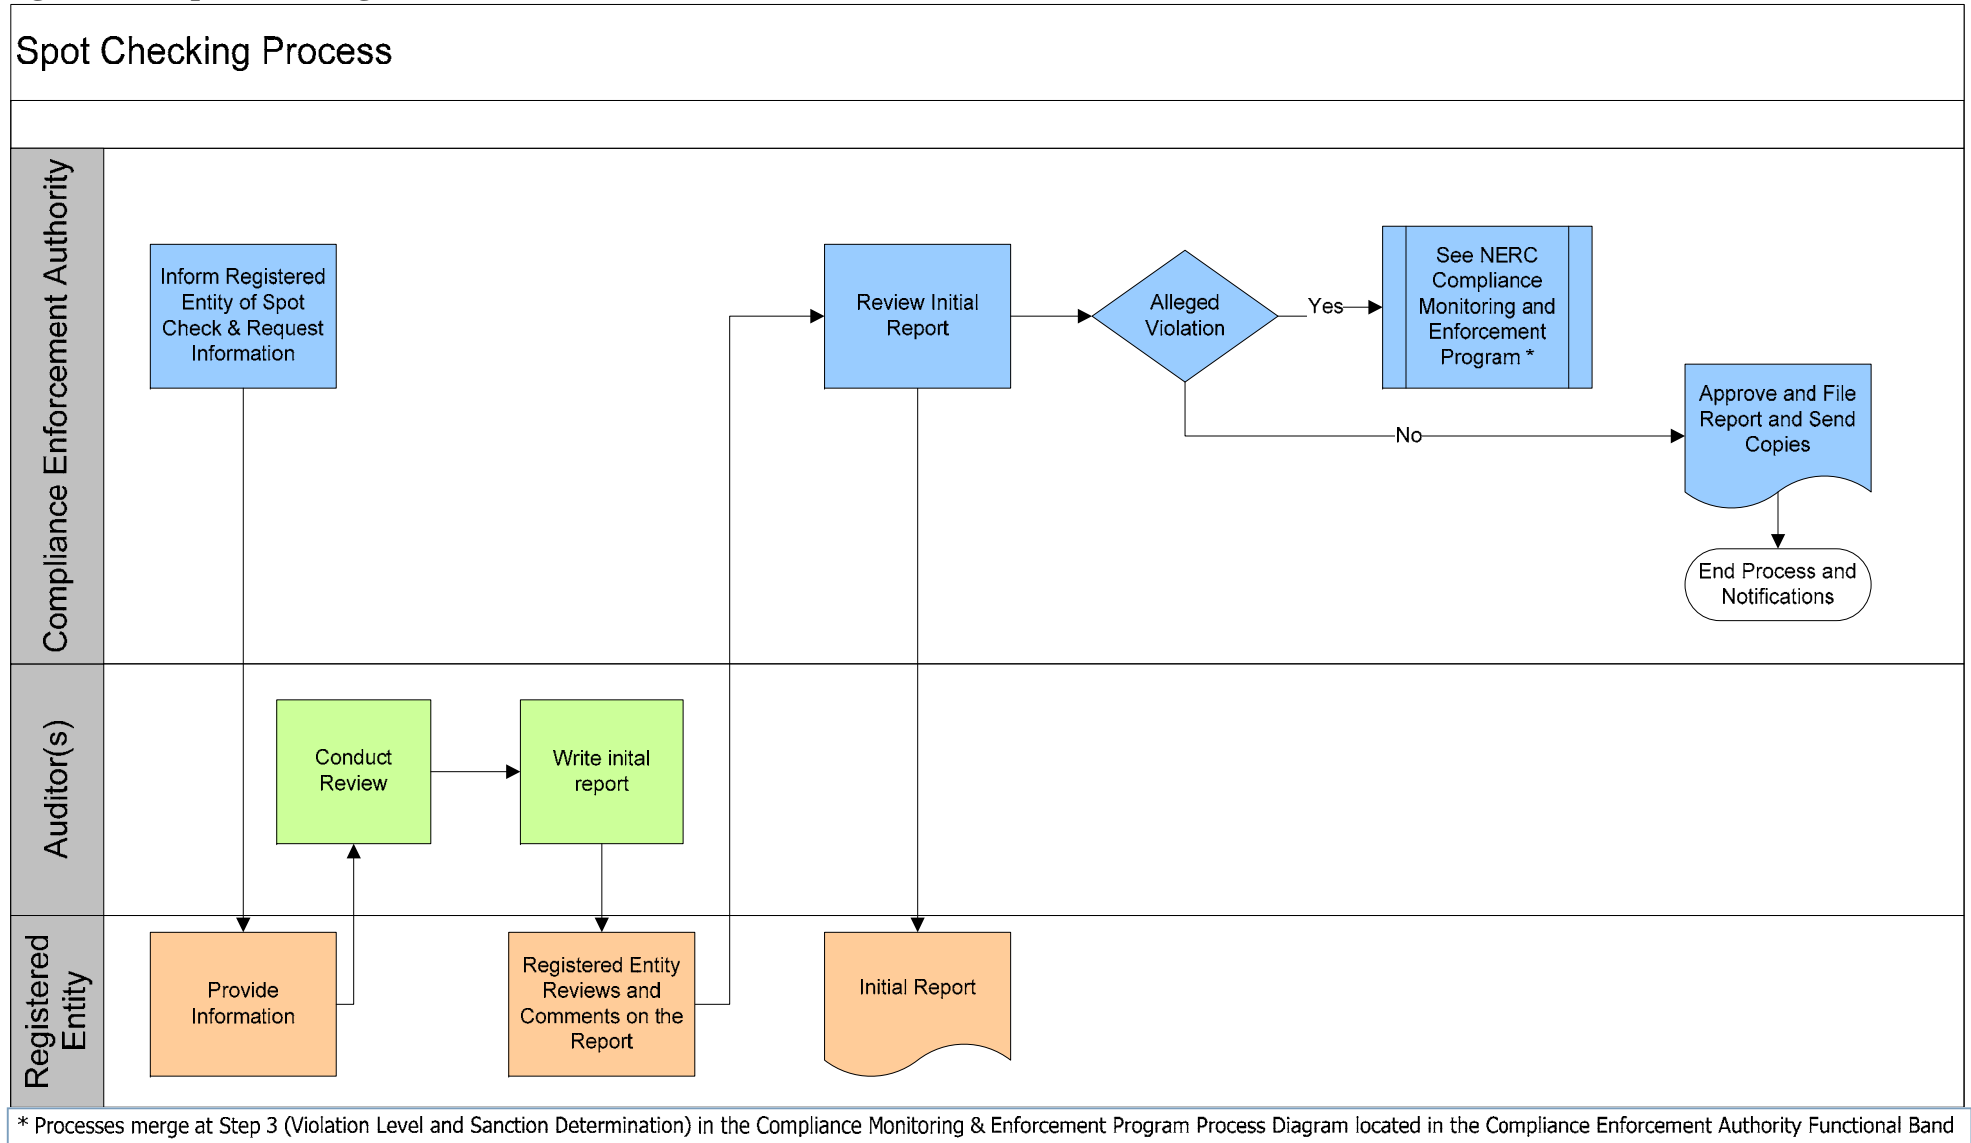 Spot Checking Process
Compliance Enforcement Authority
Inform Registered
Entity of Spot
Check & Request
Information
Review Initial
Report
Alleged
Violation
Yes
See NERC
Compliance
Monitoring and
Enforcement
Program *
No
Approve and File
Report and Send
Copies
End Process and
Notifications
Auditor(s)
Conduct
Review
Write inital
report
Registered
Entity
Provide
Information
Registered Entity
Reviews and
Comments on the
Report
Initial Report
* Processes merge at Step 3 (Violation Level and Sanction Determination) in the Compliance Monitoring & Enforcement Program Process Diagram located in the Compliance Enforcement Authority Functional Band